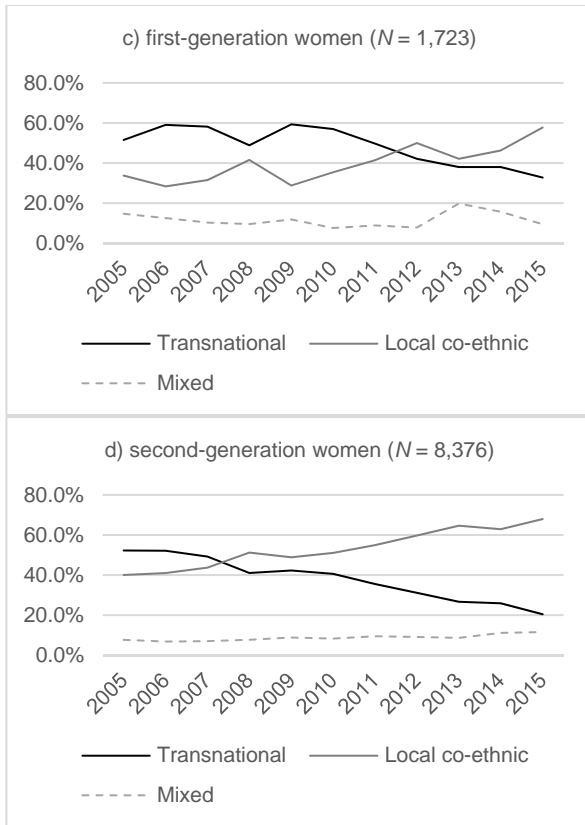 c) first-generation women (N = 1,723)
80.0%
60.0%
40.0%
20.0%
0.0%
2005 2006 2007 2008 2009 2010 2011 2012 2013 2014 2015
Transnational Local co-ethnic
Mixed
d) second-generation women (N = 8,376)
80.0%
60.0%
40.0%
20.0%
0.0%
2005 2006 2007 2008 2009 2010 2011 2012 2013 2014 2015
Transnational Local co-ethnic
Mixed